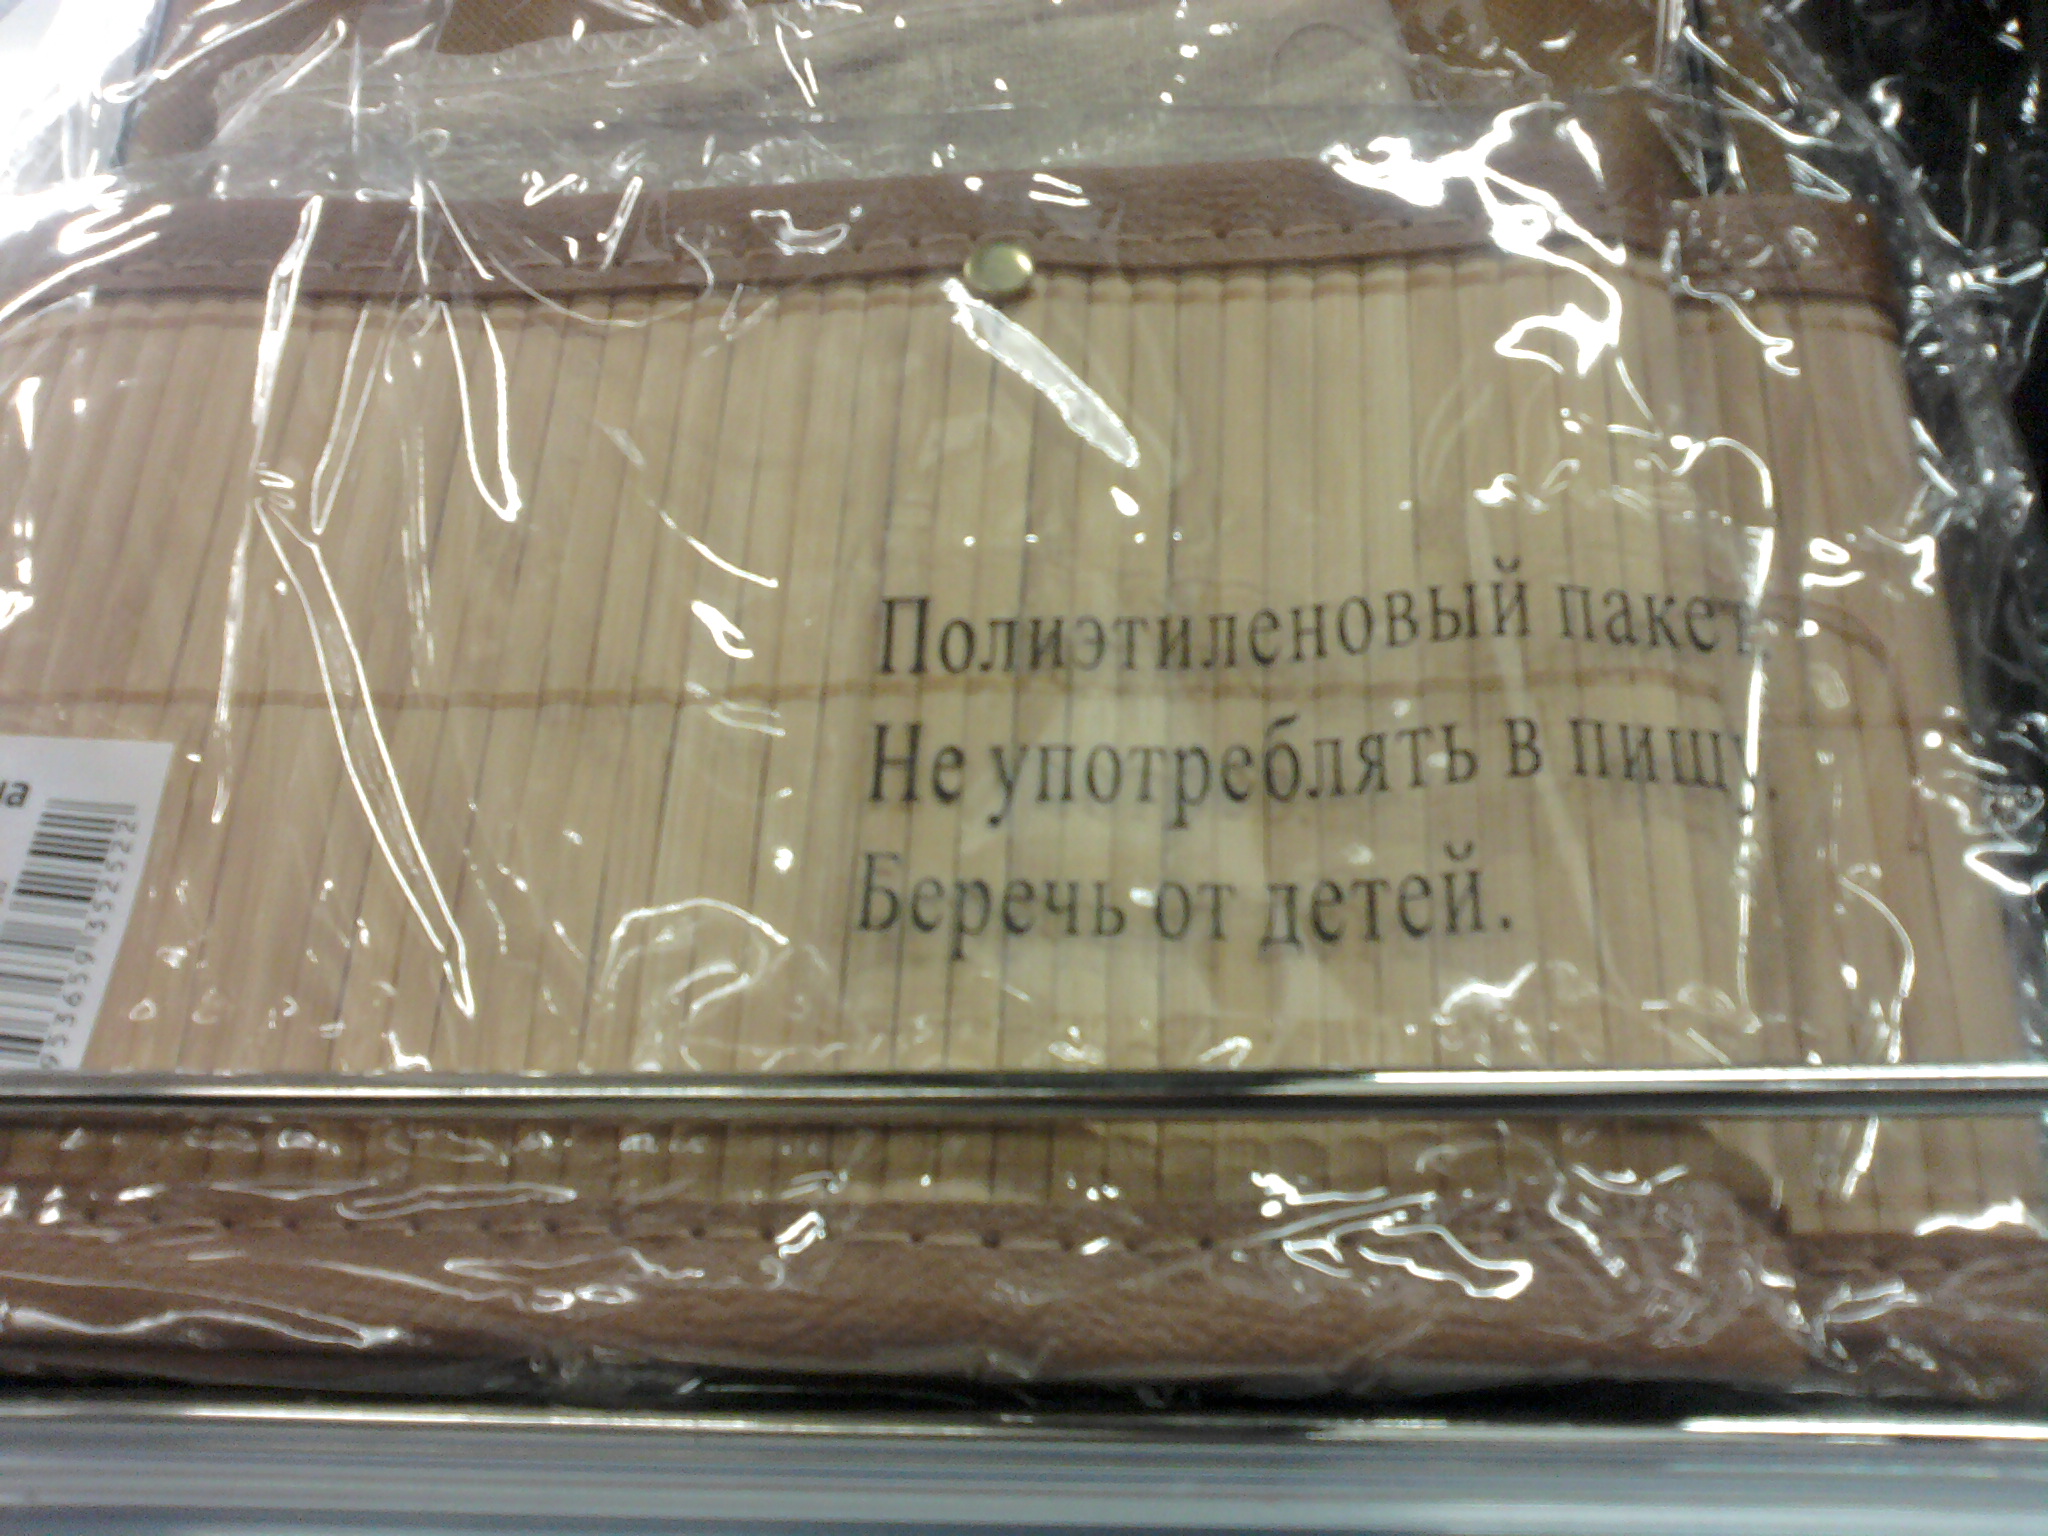 Полиэтиленовый пакет.
Не употреблять в пищу.
Беречь от детей.